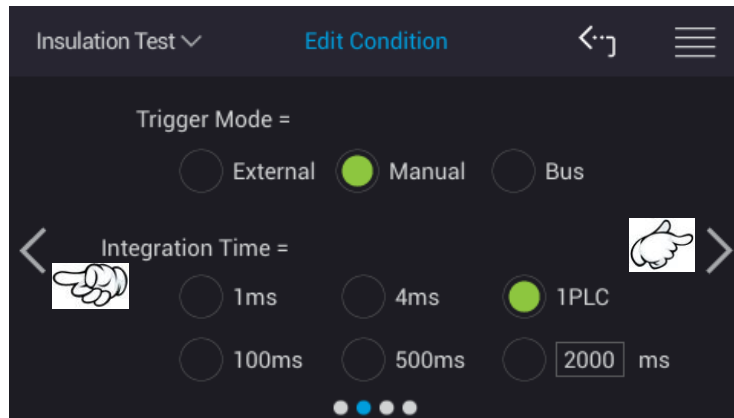 Insulation Test Edit Condition
Trigger Mode =
External Manual Bus
Integration Time =
1ms 4ms 1PLC
100ms 500ms 2000 ms